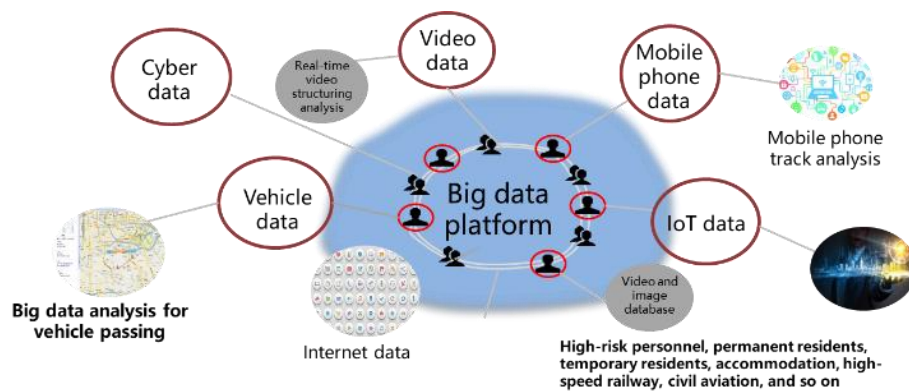 Video
data
Cyber
data
Real-time
video
structuring
analysis
Mobile
phone
data
Mobile phone
track analysis
Vehicle
data
Big data
platform
IoT data
Big data analysis for
vehicle passing
Internet data
Video and
image
database
High-risk personnel, permanent residents,
temporary residents, accommodation, high-
speed railway, civil aviation, and so on